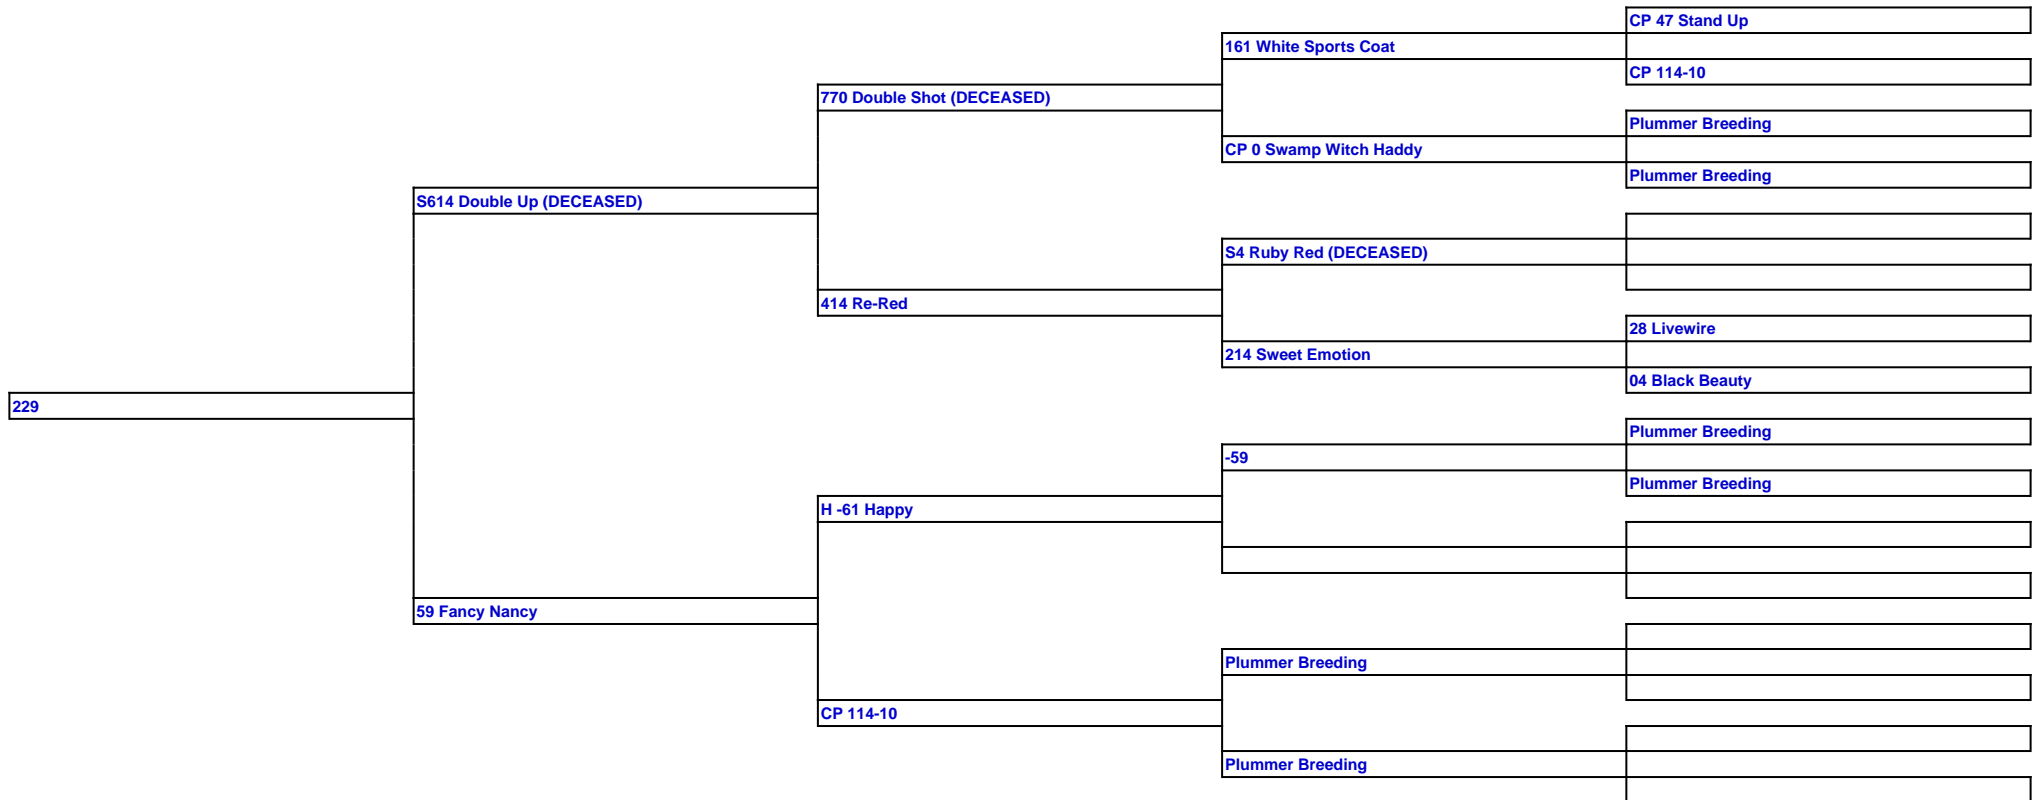 CP 47 Stand Up
161 White Sports Coat
CP 114-10
770 Double Shot (DECEASED)
Plummer Breeding
CP 0 Swamp Witch Haddy
Plummer Breeding
S614 Double Up (DECEASED)
S4 Ruby Red (DECEASED)
414 Re-Red
28 Livewire
214 Sweet Emotion
04 Black Beauty
229
Plummer Breeding
-59
Plummer Breeding
H -61 Happy
59 Fancy Nancy
Plummer Breeding
CP 114-10
Plummer Breeding